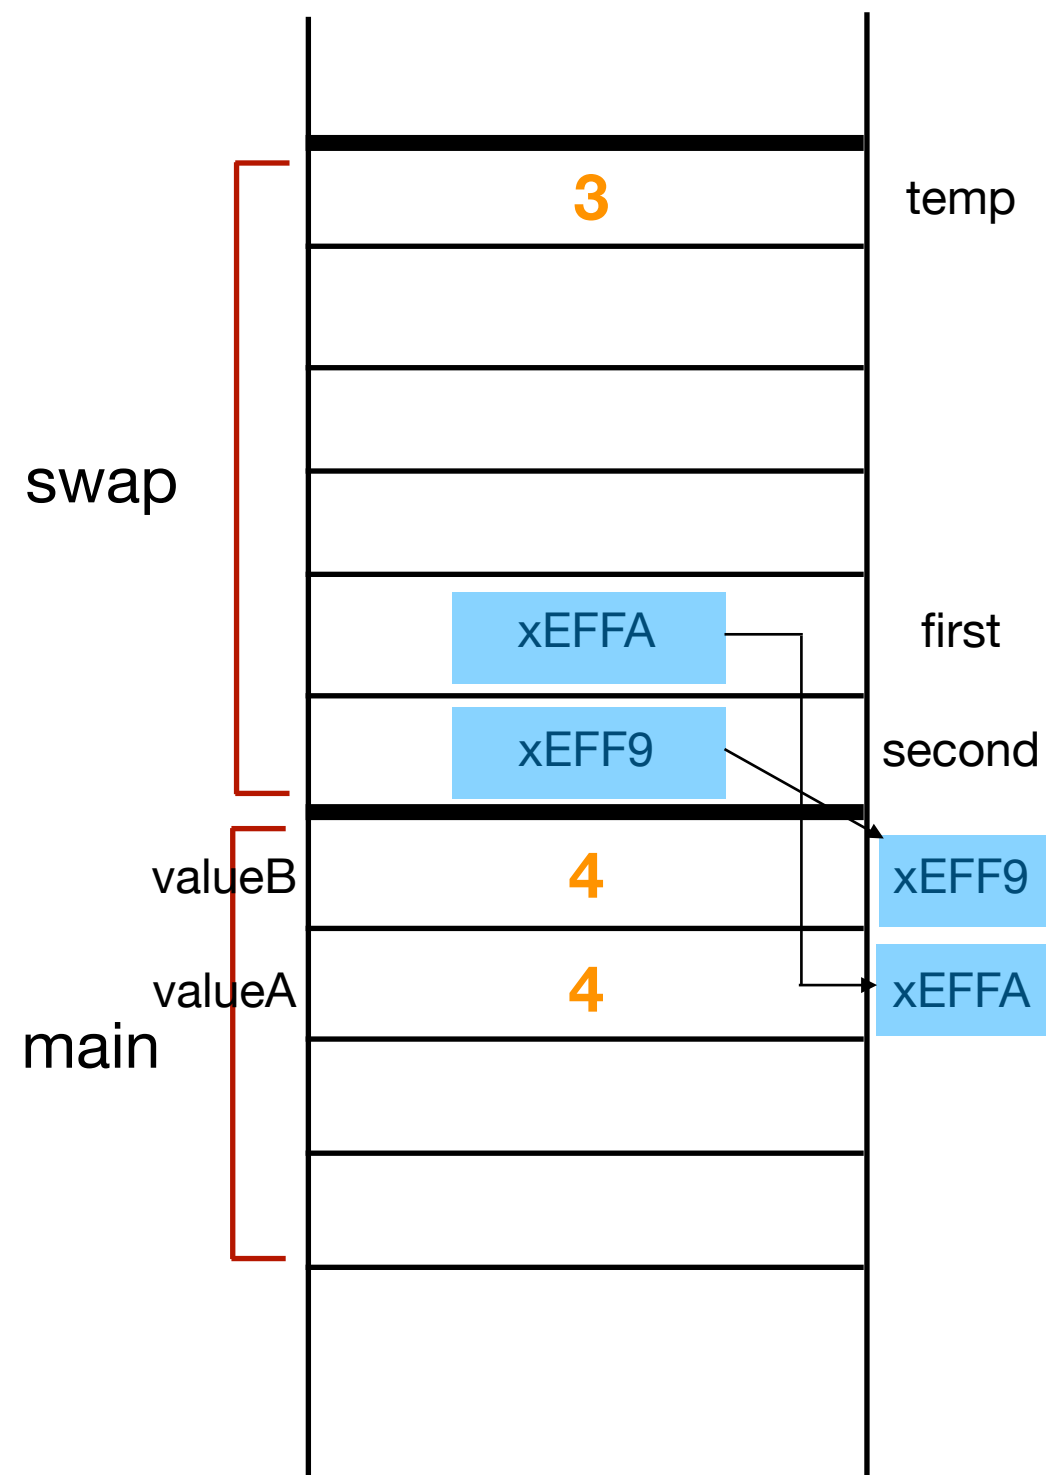 3 temp
swap
xEFFA first
xEFF9 second
valueB 4 xEFF9
valueA 4 xEFFA
main